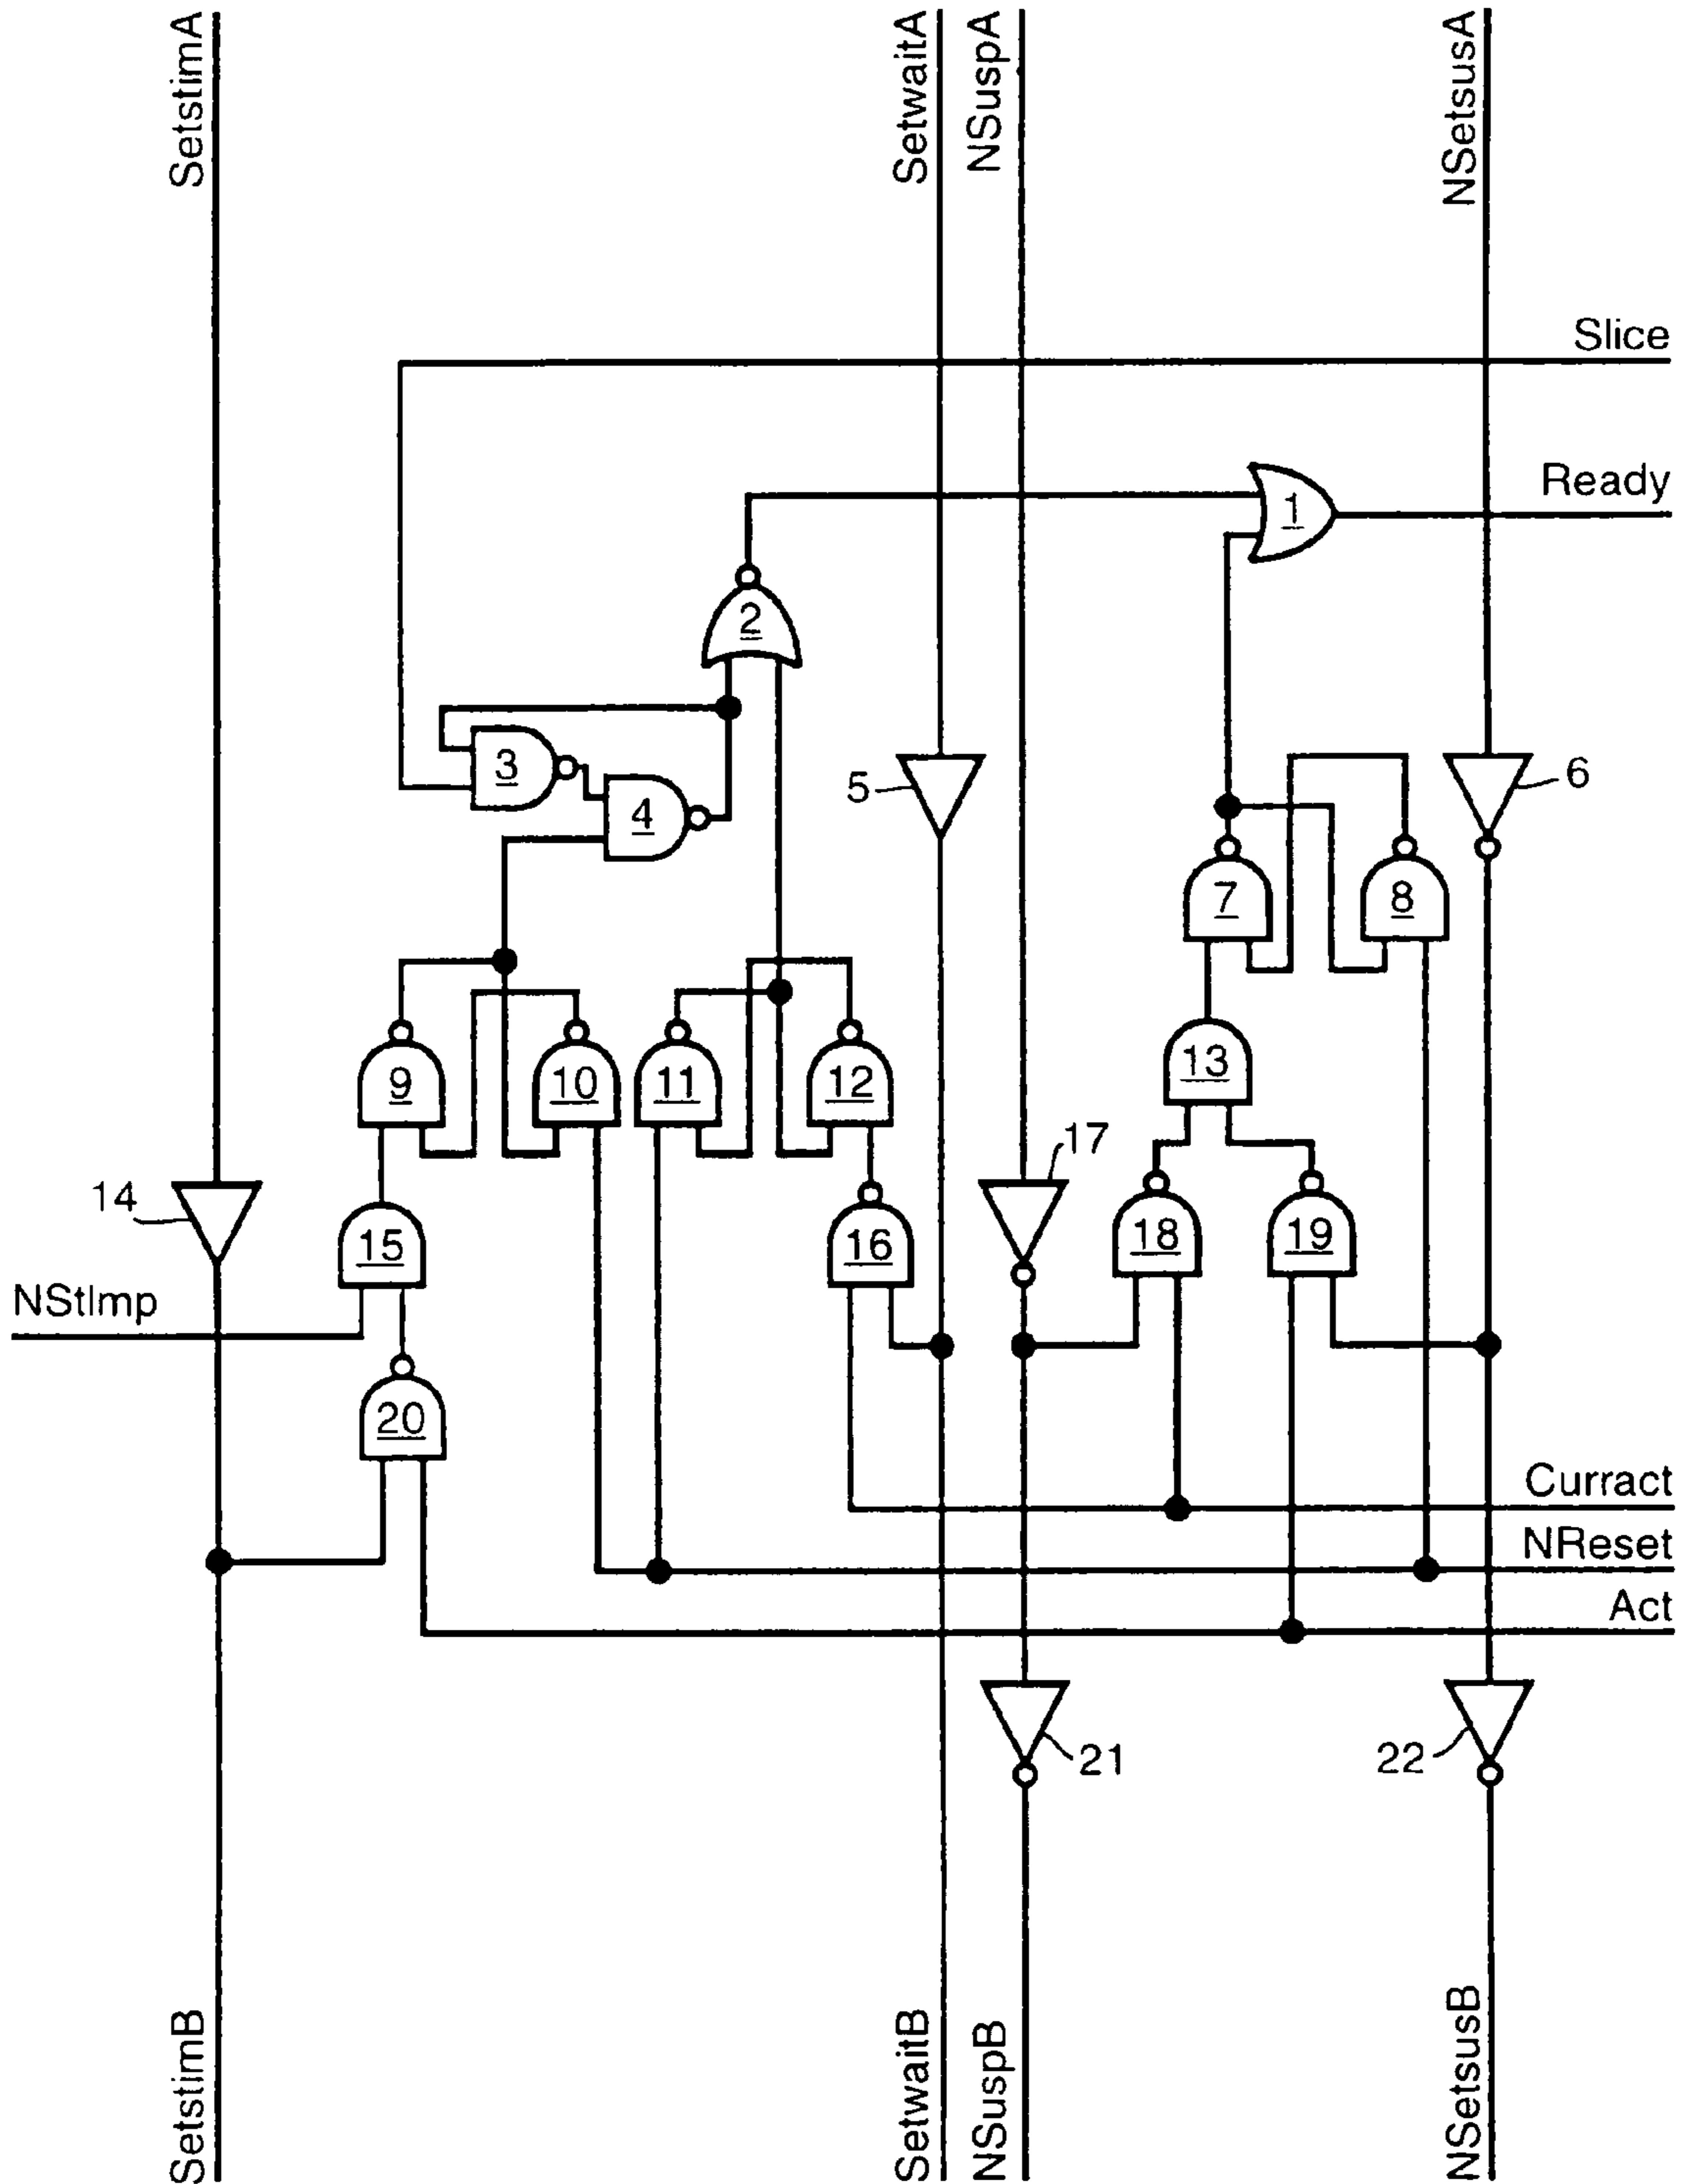 SetstimA
SetwaitA
NSuspA
NSetsusA
Slice
Ready
1
2
3
4
5
6
7
8
9
10
11
12
13
14
15
16
17
18
19
NStImp
20
Curract
NReset
Act
21
22
SetstimB
SetwaitB
NSuspB
NSetsusB